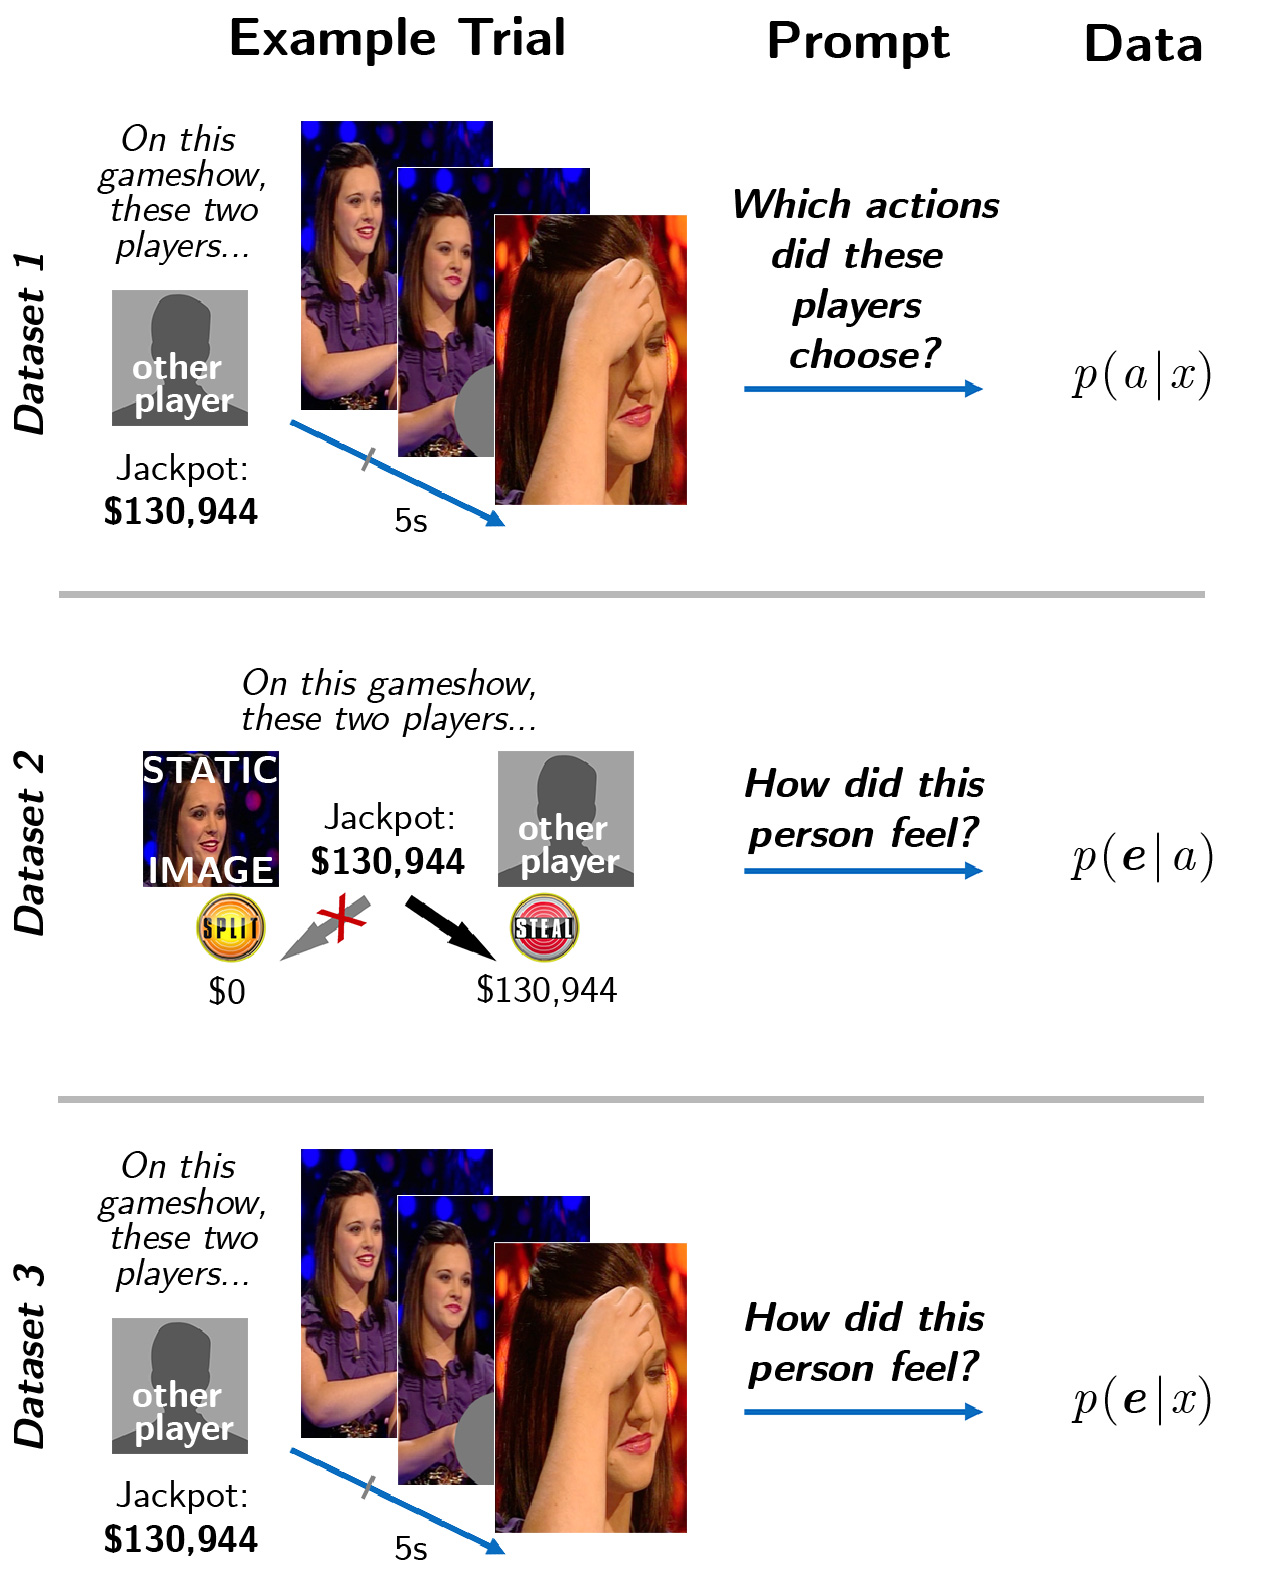 Example Trial
Prompt
Data
Dataset 1
On this
gameshow,
these two
players...
other
player
Jackpot:
$130,944
5s
Which actions
did these
players
choose?
p(a|x)
Dataset 2
On this gameshow,
these two players...
STATIC
IMAGE
Jackpot:
$130,944
other
player
SPLIT
STEAL
$0
$130,944
How did this
person feel?
p(e|a)
Dataset 3
On this
gameshow,
these two
players...
other
player
Jackpot:
$130,944
5s
How did this
person feel?
p(e|x)